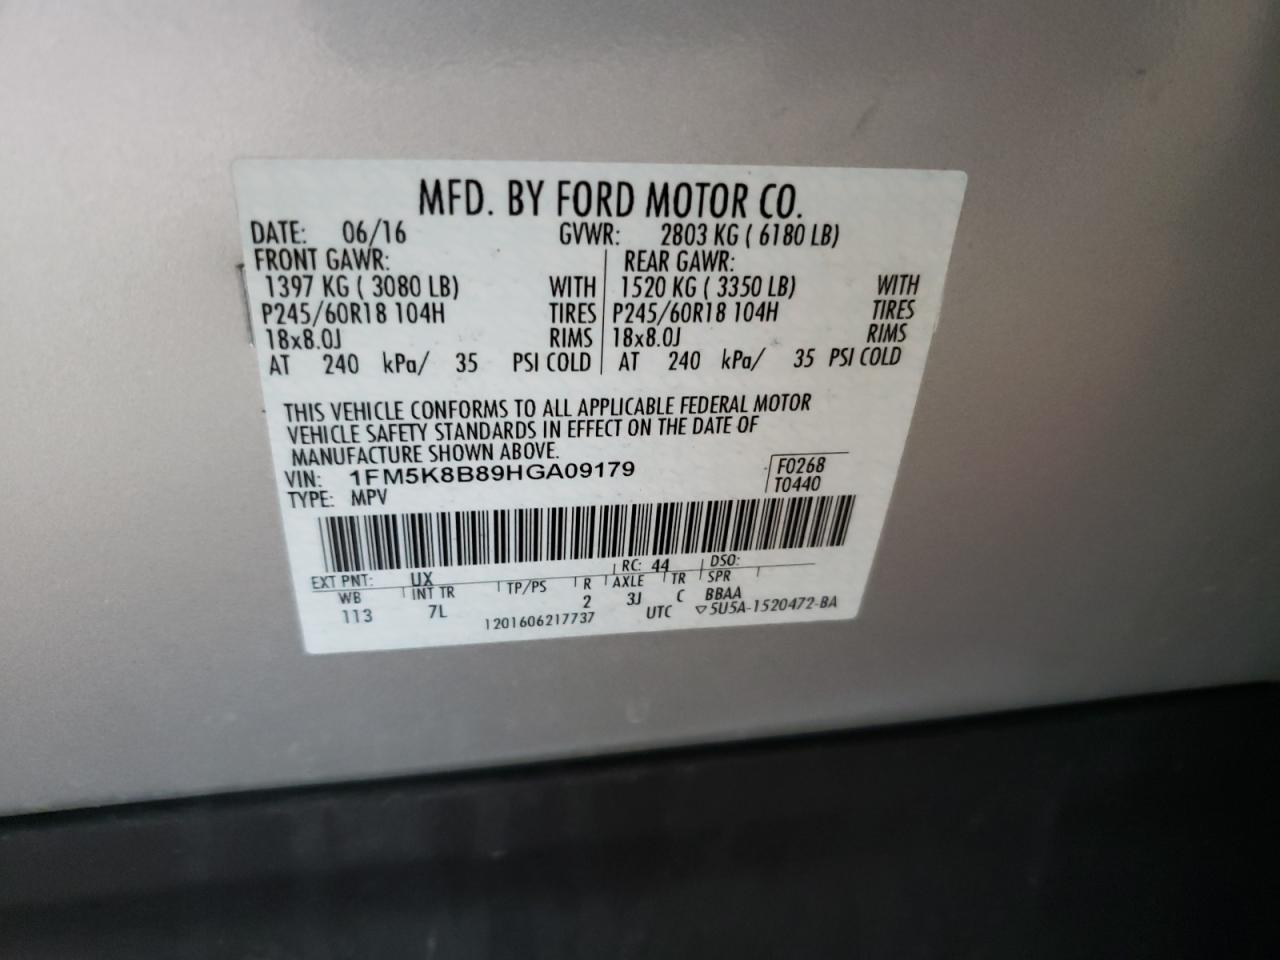 MFD. BY FORD MOTOR CO.
DATE: 06/16 GVWR: 2803 KG ( 6180 LB)
FRONT GAWR: REAR GAWR:
1397 KG ( 3080 LB) WITH 1520 KG ( 3350 LB) WITH
P245/60R18 104H TIRES P245/60R18 104H TIRES
18x8.0J RIMS 18x8.0J RIMS
AT 240 kPa/ 35 PSI COLD AT 240 kPa/ 35 PSI COLD
THIS VEHICLE CONFORMS TO ALL APPLICABLE FEDERAL MOTOR
VEHICLE SAFETY STANDARDS IN EFFECT ON THE DATE OF
MANUFACTURE SHOWN ABOVE.
VIN: 1FM5K8B89HGA09179 F0268
TYPE: MPV T0440
EXT PNT: UX RC: 44 DSO:
WB INT TR TP/PS R AXLE TR SPR
113 7L 2 3J C BBAA
1201606217737 UTC ▽5U5A-1520472-BA